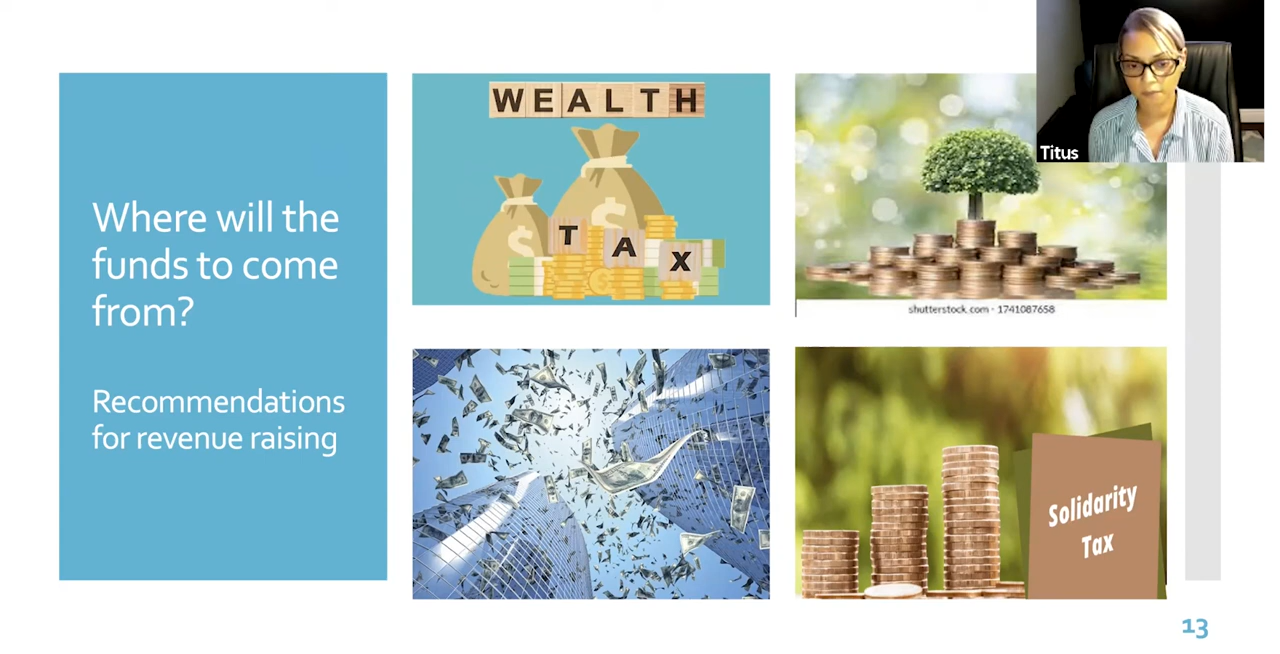 Where will the
funds to come
from?
Recommendations
for revenue raising
WEALTH
TAX
shutterstock.com · 1741087658
Solidarity
Tax
Titus
13